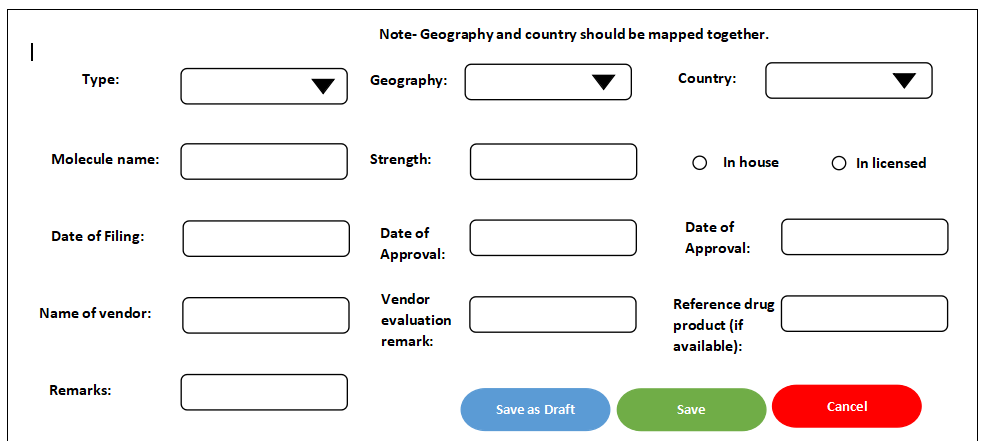 Note- Geography and country should be mapped together.
Type:
Geography:
Country:
Molecule name:
Strength:
In house
In licensed
Date of Filing:
Date of
Approval:
Date of
Approval:
Name of vendor:
Vendor
evaluation
remark:
Reference drug
product (if
available):
Remarks:
Save as Draft
Save
Cancel